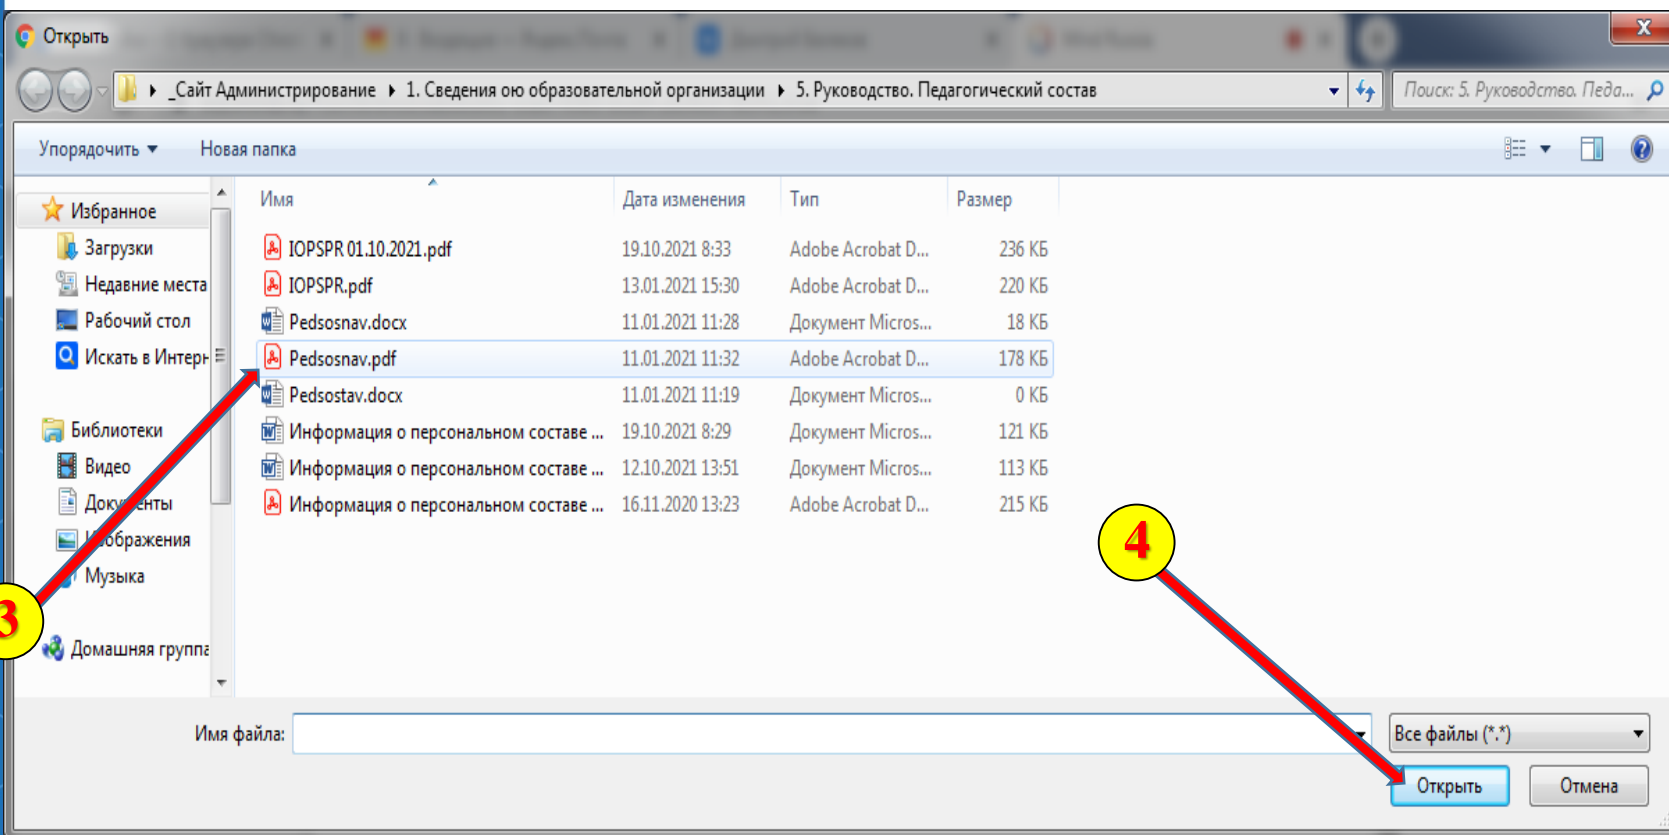 Открыть
_Сайт Администрирование ▸ 1. Сведения ою образовательной организации ▸ 5. Руководство. Педагогический состав
Поиск: 5. Руководство. Педа...
Упорядочить
Новая папка
Избранное
Загрузки
Недавние места
Рабочий стол
Искать в Интерн
Библиотеки
Видео
Документы
Изображения
Музыка
Домашняя группа
Имя Дата изменения Тип Размер
IOPSPR 01.10.2021.pdf 19.10.2021 8:33 Adobe Acrobat D... 236 КБ
IOPSPR.pdf 13.01.2021 15:30 Adobe Acrobat D... 220 КБ
Pedsosnav.docx 11.01.2021 11:28 Документ Micros... 18 КБ
Pedsosnav.pdf 11.01.2021 11:32 Adobe Acrobat D... 178 КБ
Pedsostav.docx 11.01.2021 11:19 Документ Micros... 0 КБ
Информация о персональном составе ... 19.10.2021 8:29 Документ Micros... 121 КБ
Информация о персональном составе ... 12.10.2021 13:51 Документ Micros... 113 КБ
Информация о персональном составе ... 16.11.2020 13:23 Adobe Acrobat D... 215 КБ
3
4
Имя файла:
Все файлы (*.*)
Открыть
Отмена